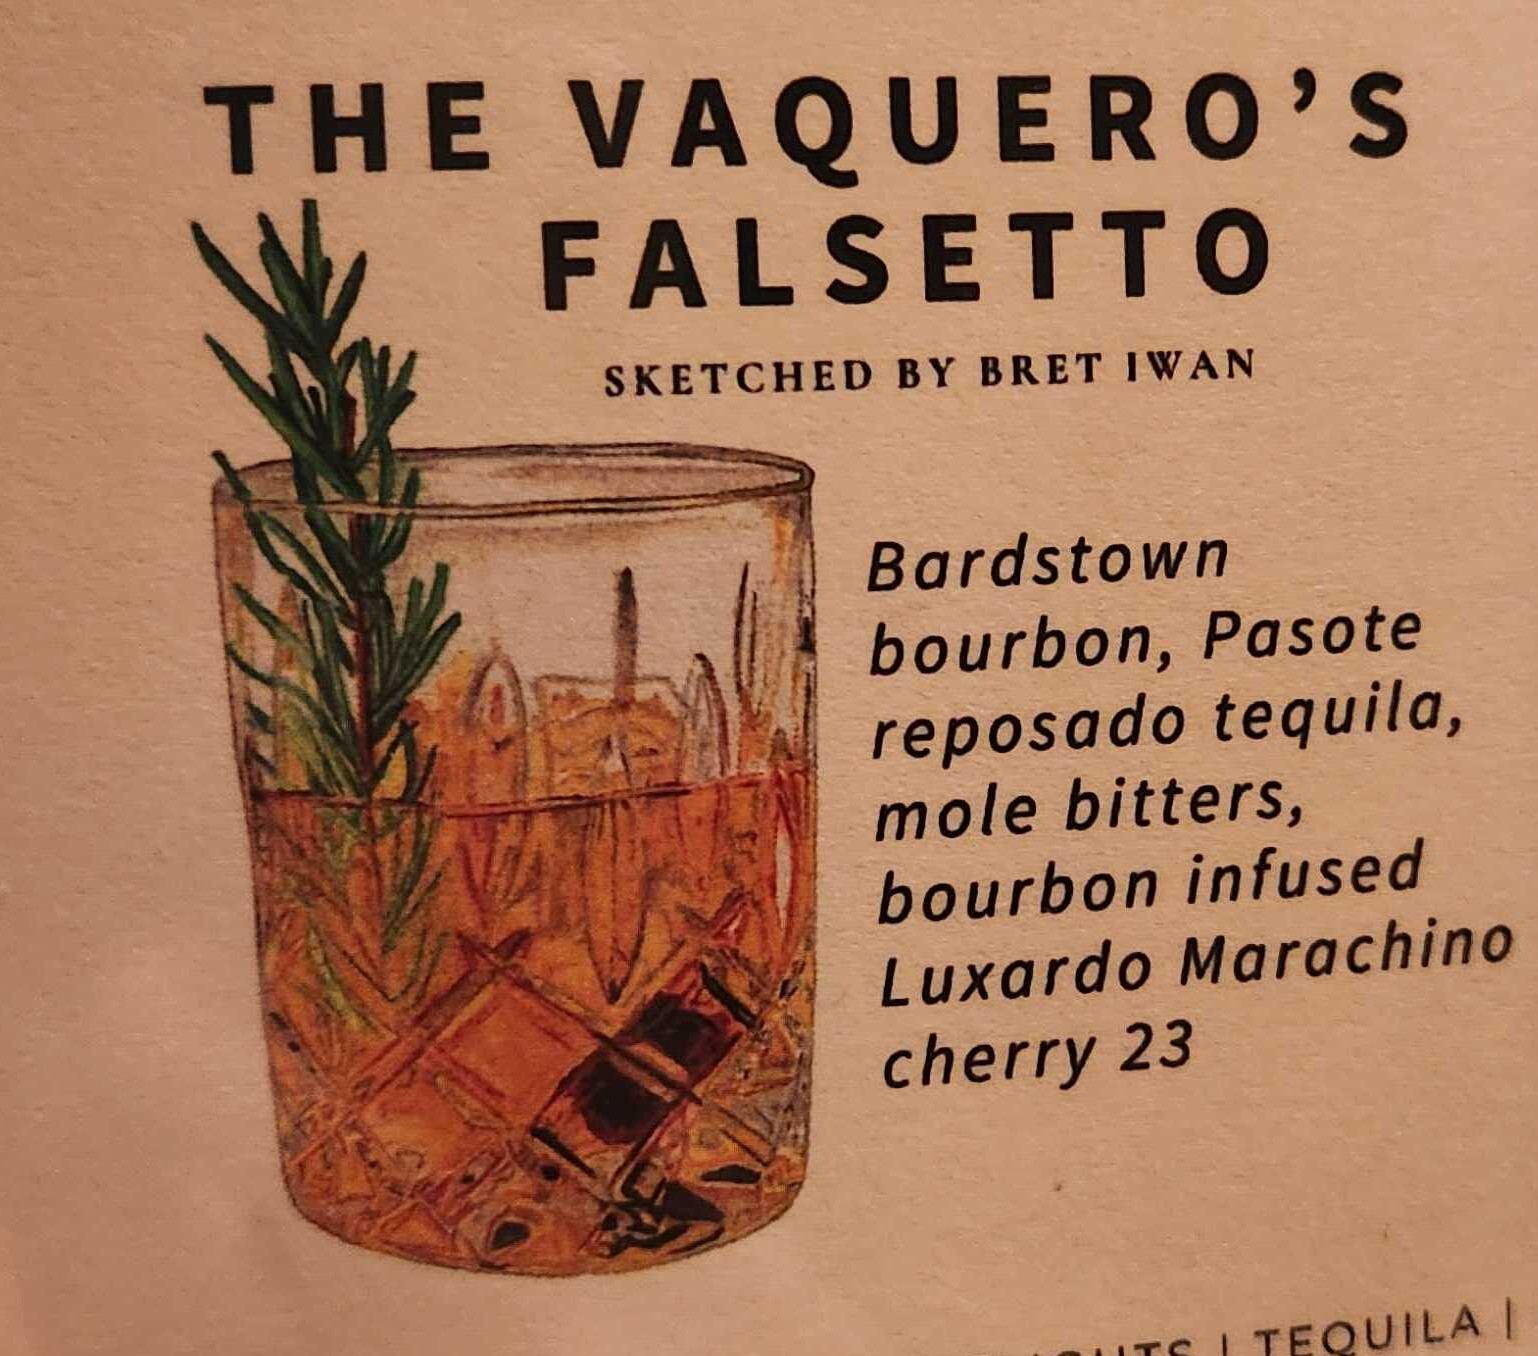 THE VAQUERO'S
FALSETTO
SKETCHED BY BRET IWAN
Bardstown
bourbon, Pasote
reposado tequila,
mole bitters,
bourbon infused
Luxardo Marachino
cherry 23
| TEQUILA |